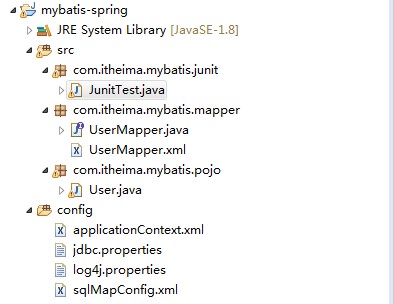 mybatis-spring
JRE System Library [JavaSE-1.8]
src
com.itheima.mybatis.junit
JunitTest.java
com.itheima.mybatis.mapper
UserMapper.java
UserMapper.xml
com.itheima.mybatis.pojo
User.java
config
applicationContext.xml
jdbc.properties
log4j.properties
sqlMapConfig.xml